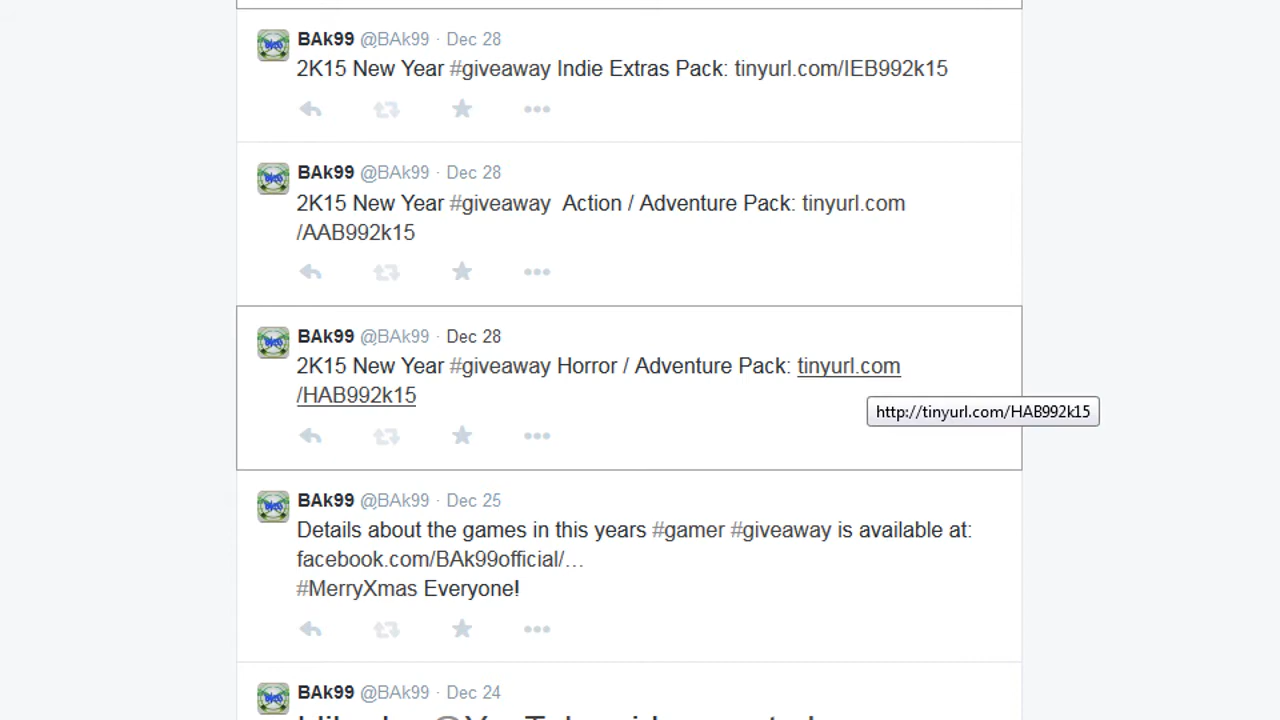 BAk99 @BAk99 · Dec 28
2K15 New Year #giveaway Indie Extras Pack: tinyurl.com/IEB992k15
BAk99 @BAk99 · Dec 28
2K15 New Year #giveaway Action / Adventure Pack: tinyurl.com
/AAB992k15
BAk99 @BAk99 · Dec 28
2K15 New Year #giveaway Horror / Adventure Pack: tinyurl.com
/HAB992k15
http://tinyurl.com/HAB992k15
BAk99 @BAk99 · Dec 25
Details about the games in this years #gamer #giveaway is available at:
facebook.com/BAk99official/…
#MerryXmas Everyone!
BAk99 @BAk99 · Dec 24